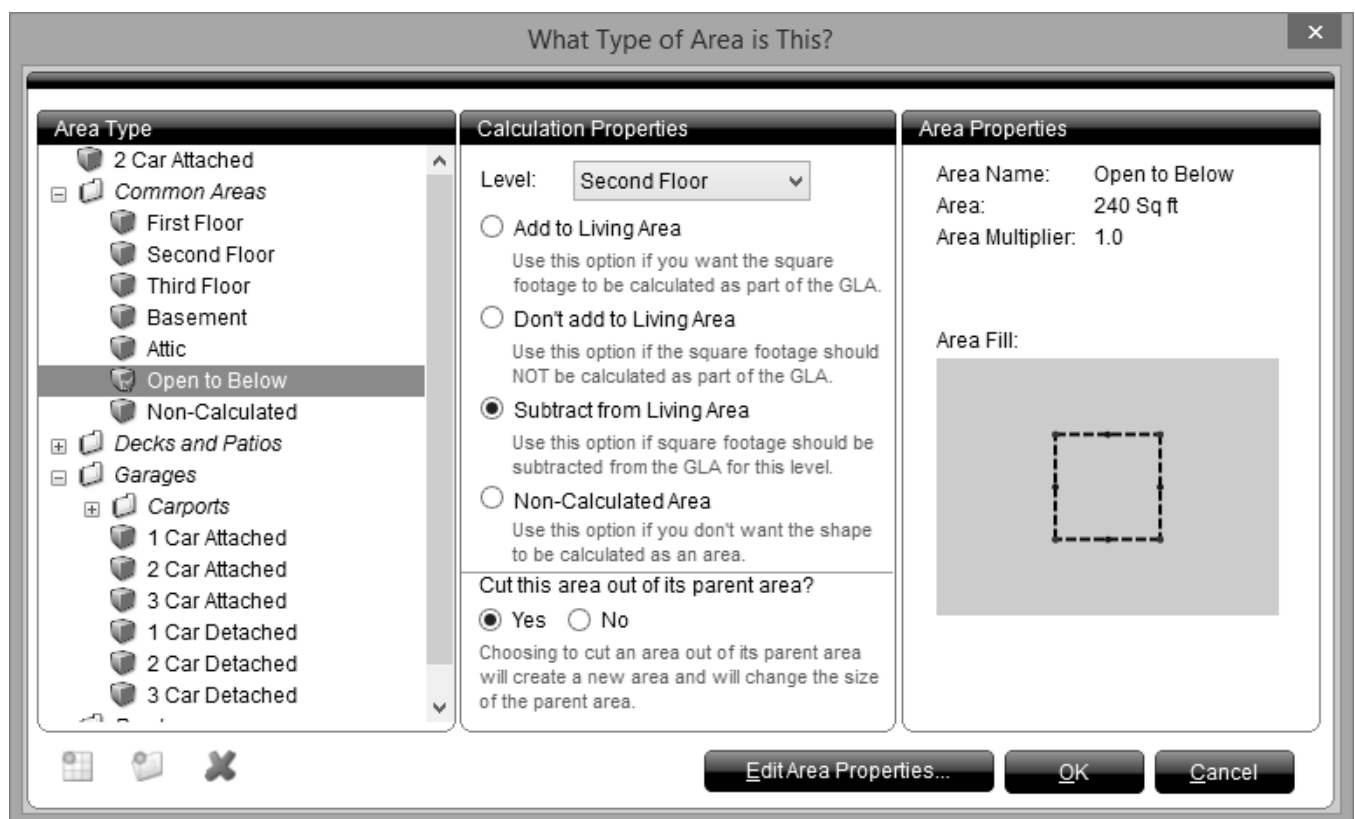 What Type of Area is This?
Area Type
2 Car Attached
Common Areas
First Floor
Second Floor
Third Floor
Basement
Attic
Open to Below
Non-Calculated
Decks and Patios
Garages
Carports
1 Car Attached
2 Car Attached
3 Car Attached
1 Car Detached
2 Car Detached
3 Car Detached
Calculation Properties
Level: Second Floor
Add to Living Area
Use this option if you want the square
footage to be calculated as part of the GLA.
Don't add to Living Area
Use this option if the square footage should
NOT be calculated as part of the GLA.
Subtract from Living Area
Use this option if square footage should be
subtracted from the GLA for this level.
Non-Calculated Area
Use this option if you don't want the shape
to be calculated as an area.
Cut this area out of its parent area?
Yes No
Choosing to cut an area out of its parent area
will create a new area and will change the size
of the parent area.
Area Properties
Area Name: Open to Below
Area: 240 Sq ft
Area Multiplier: 1.0
Area Fill:
Edit Area Properties...
OK
Cancel